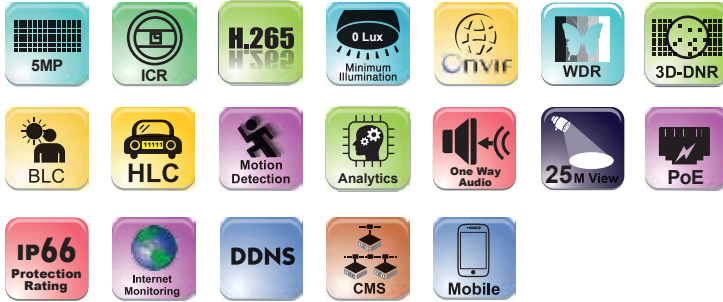 5MP
ICR
H.265
0 Lux
Minimum
Illumination
ONVIF
WDR
3D-DNR
BLC
HLC
Motion
Detection
Analytics
One Way
Audio
25M View
PoE
IP66
Protection
Rating
Internet
Monitoring
DDNS
CMS
Mobile